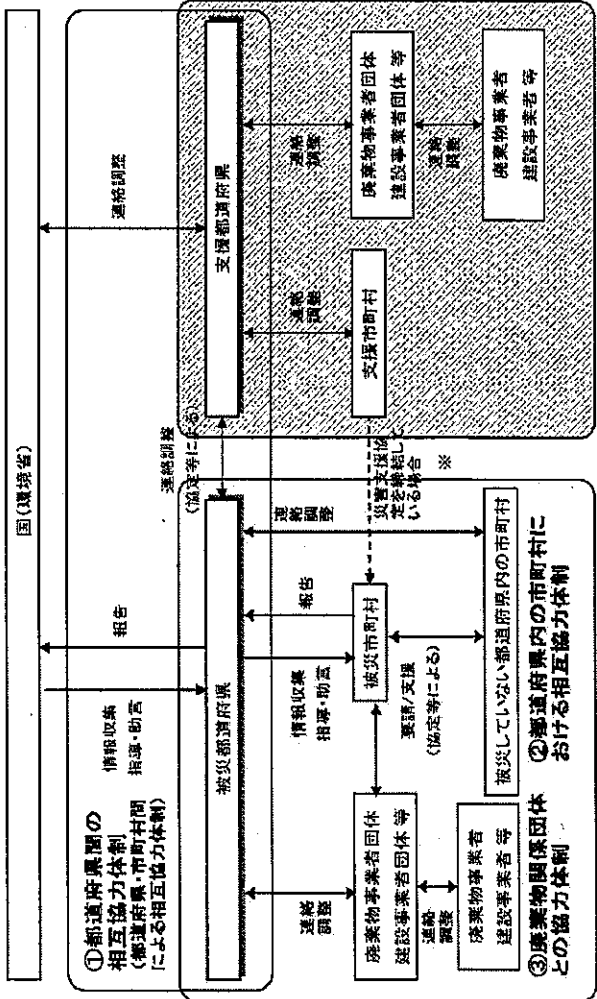 国(環境省)
①都道府県間の
相互協力体制
(都道府県・市町村間
による相互協力体制)
情報収集
指導・助言
報告
連絡調整
被災都道府県
連絡調整
(協定等による)
支援都道府県
連絡
調整
情報収集
指導・助言
報告
連絡
調整
連絡
調整
連絡
調整
廃棄物事業者団体
建設事業者団体等
被災市町村
災害支援協
定を締結して
いる場合
※
支援市町村
廃棄物事業者団体
建設事業者団体等
連絡
調整
要請/支援
(協定等による)
連絡
調整
廃棄物事業者
建設事業者等
被災していない都道府県内の市町村
廃棄物事業者
建設事業者等
③廃棄物関係団体
との協力体制
②都道府県内の市町村に
おける相互協力体制